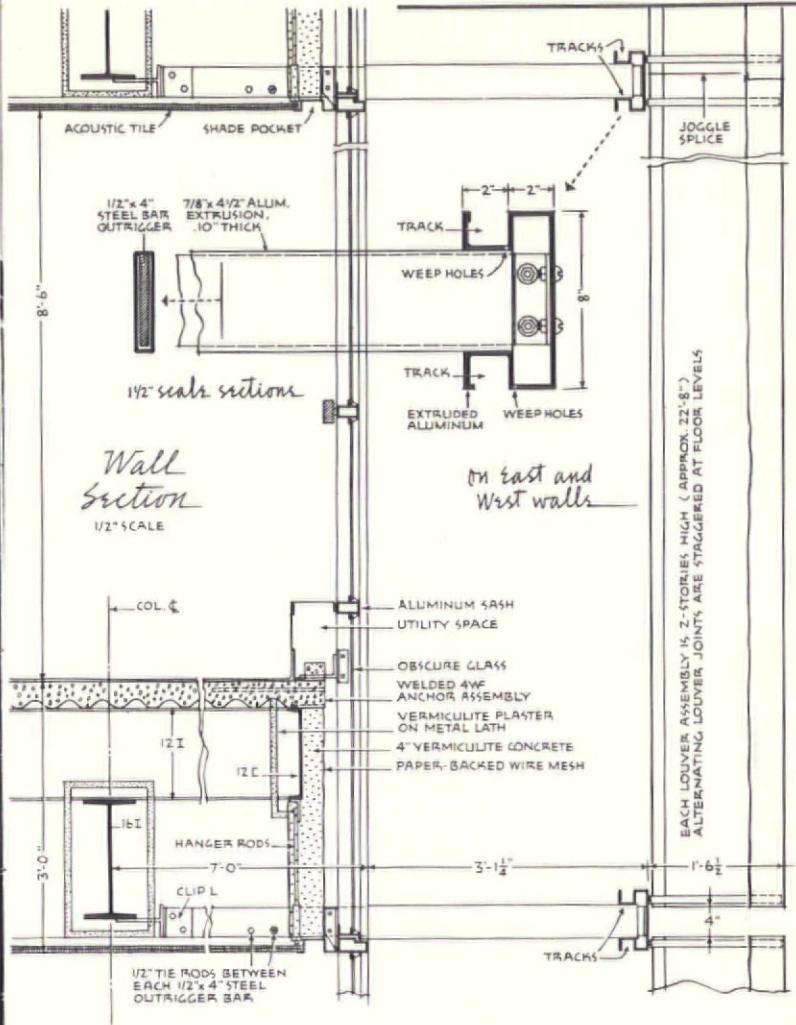 TRACKS
ACOUSTIC TILE
SHADE POCKET
JOGGLE
SPLICE
1/2" x 4"
STEEL BAR
OUTRIGGER
7/8" x 4 1/2" ALUM.
EXTRUSION,
.10" THICK
2"
2"
TRACK
WEEP HOLES
8"
8'-6"
TRACK
1 1/2" scale sections
EXTRUDED
ALUMINUM
WEEP HOLES
Wall
Section
1/2" SCALE
on East and
West walls
EACH LOUVER ASSEMBLY IS 2-STORIES HIGH (APPROX. 22'-8")
ALTERNATING LOUVER JOINTS ARE STAGGERED AT FLOOR LEVELS
COL. ℄
ALUMINUM SASH
UTILITY SPACE
OBSCURE GLASS
WELDED 4WF
ANCHOR ASSEMBLY
VERMICULITE PLASTER
ON METAL LATH
4" VERMICULITE CONCRETE
PAPER-BACKED WIRE MESH
12 I
12 [
16 I
HANGER RODS
3'-0"
7'-0"
3'-1 1/4"
1'-6 1/2
CLIP L
4"
TRACKS
1/2" TIE RODS BETWEEN
EACH 1/2" x 4" STEEL
OUTRIGGER BAR